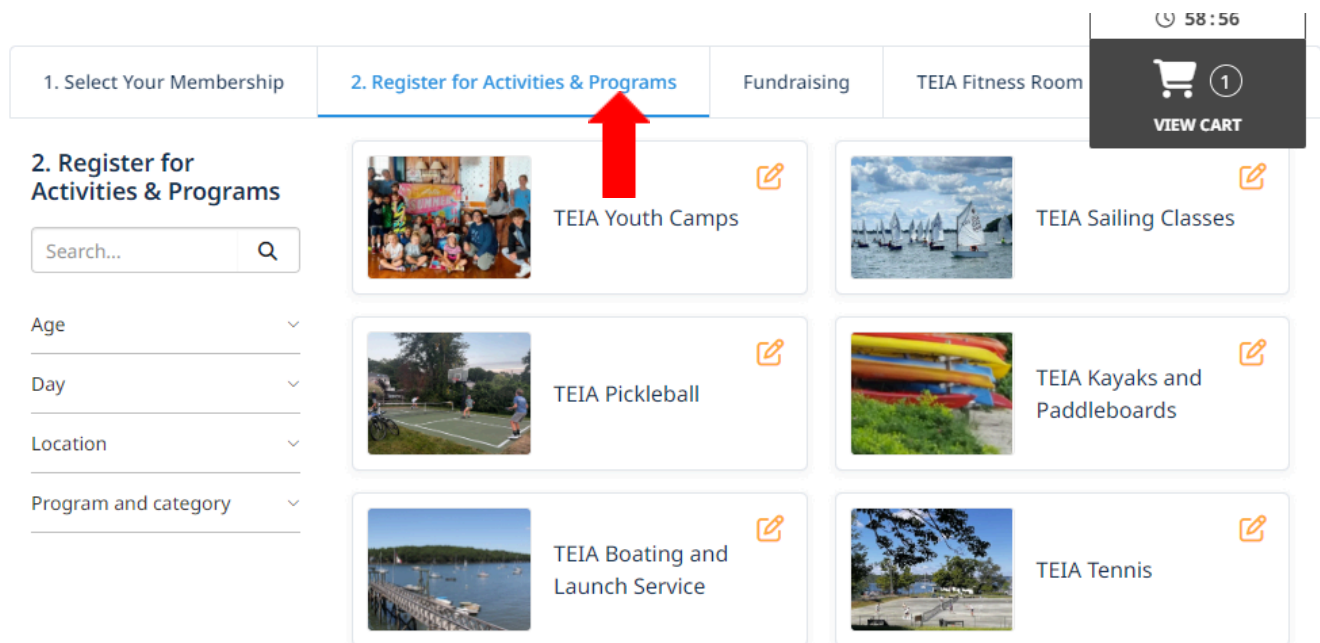 58:56
1. Select Your Membership
2. Register for Activities & Programs
Fundraising
TEIA Fitness Room
1
VIEW CART
2. Register for
Activities & Programs
Search...
Age
Day
Location
Program and category
TEIA Youth Camps
TEIA Sailing Classes
TEIA Pickleball
TEIA Kayaks and
Paddleboards
TEIA Boating and
Launch Service
TEIA Tennis